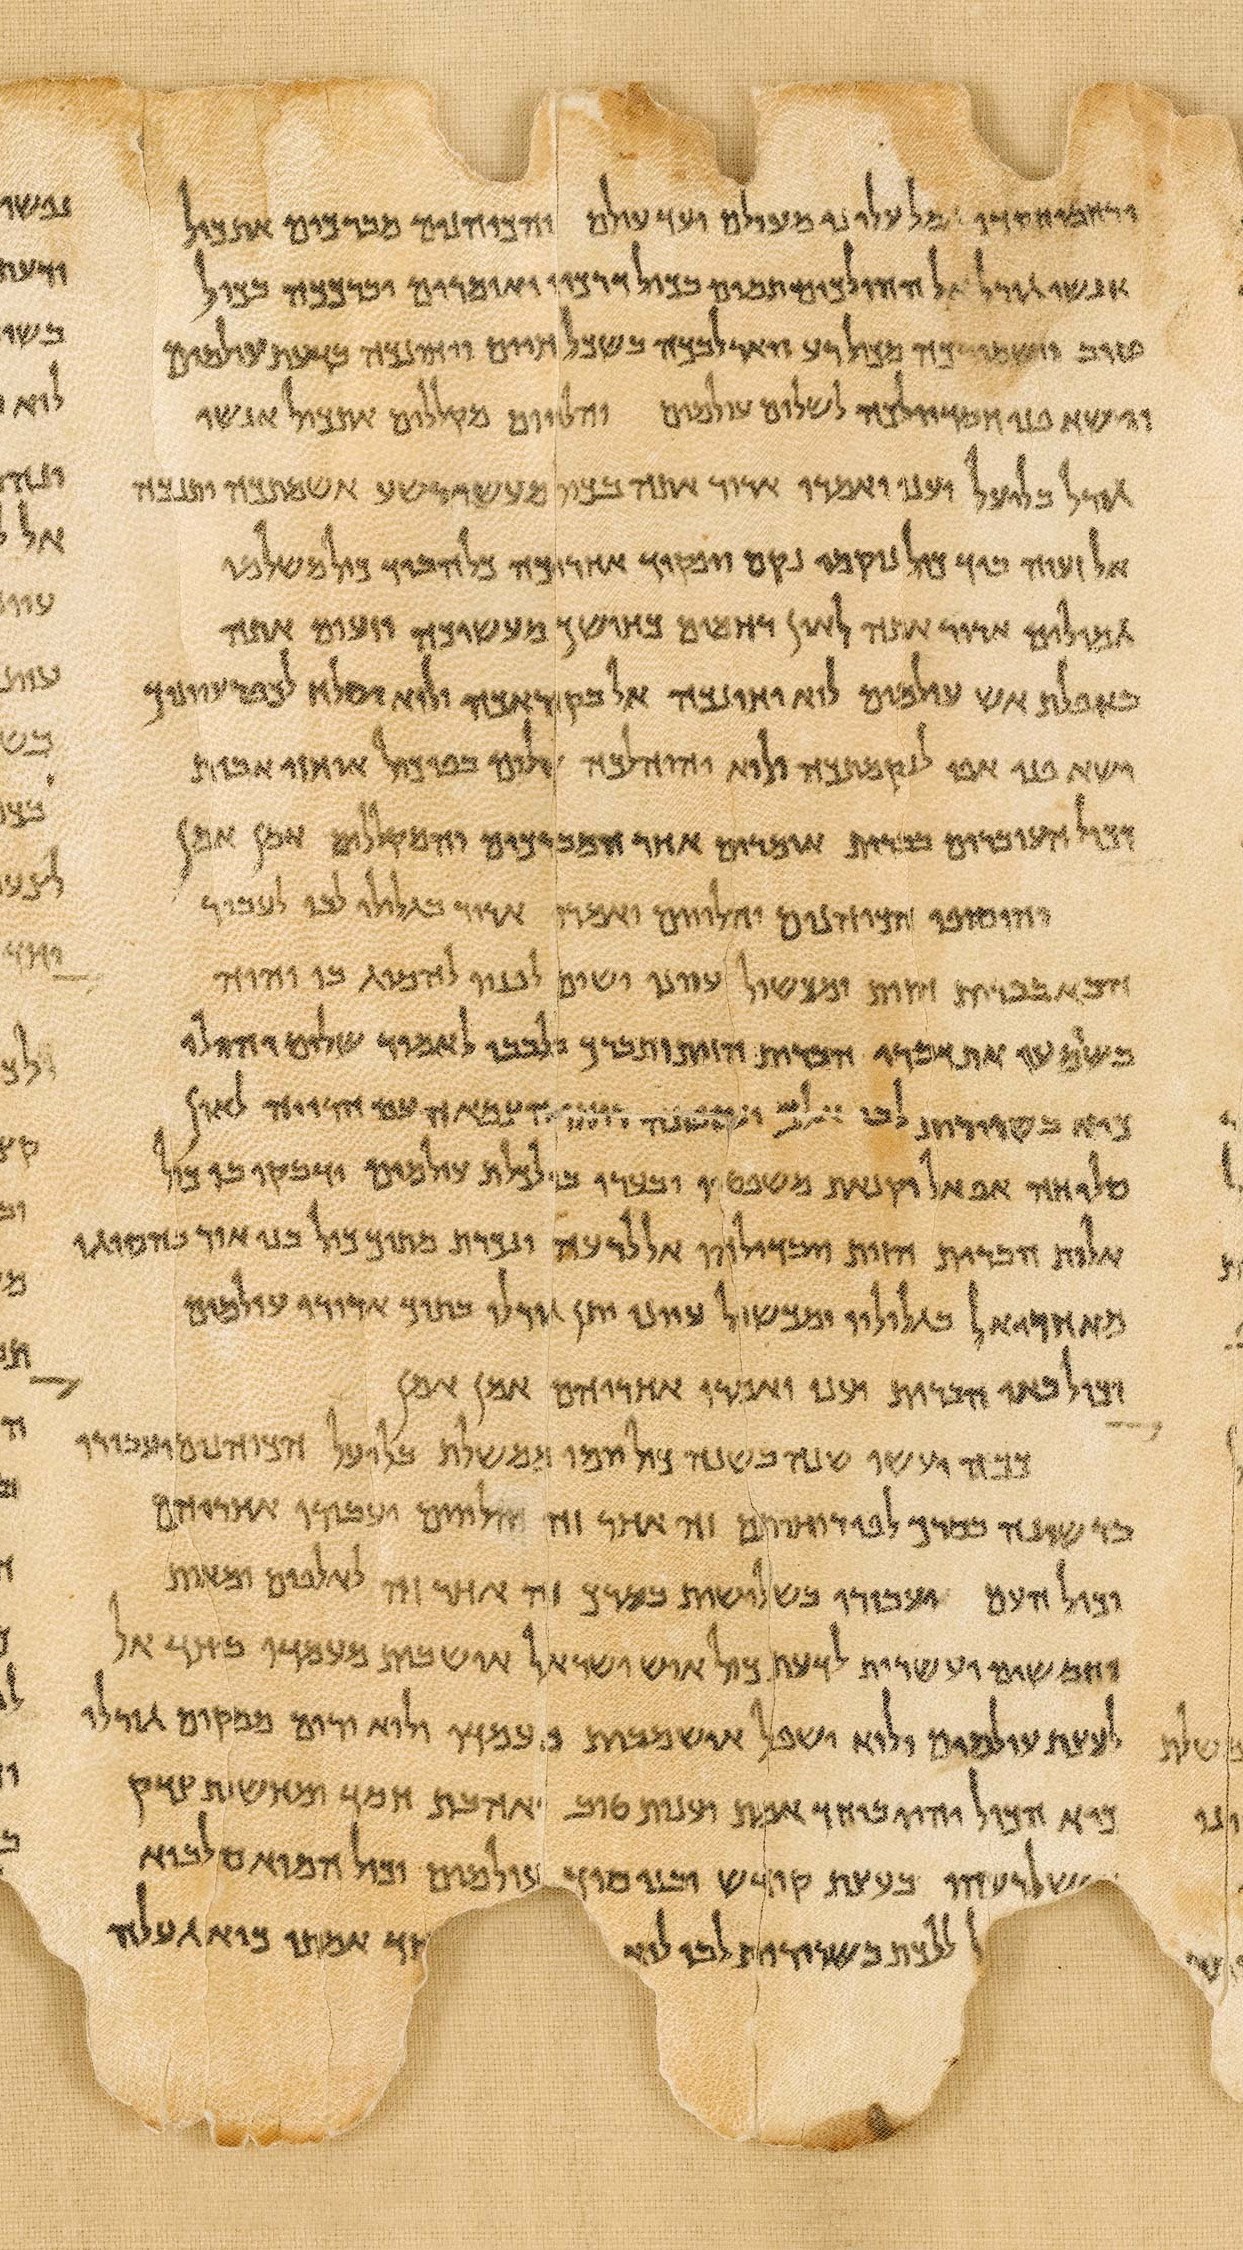 ורחמי חסדו גמל עלינו מעולם ועד עולם והכוהנים מברכים את כול
אנשי גורל אל ההולכים תמים בכול דרכיו ואומרים יברככה בכול
טוב וישמורכה מכול רע ויאר לבכה בשכל חיים ויחונכה בדעת עולמים
וישא פני חסדיו לכה לשלום עולמים והלויים מקללים את כול אנשי
גורל בליעל וענו ואמרו ארור אתה בכול מעשי רשע אשמתכה יתנכה
אל זעוה ביד כול נוקמי נקם ויפקוד אחריכה כלה ביד כול משלמי
גמולים ארור אתה לאין רחמים כחושך מעשיכה וזעום אתה
באפלת אש עולמים לוא יחונכה אל בקוראכה ולוא יסלח לכפר עווניך
ישא פני אפו לנקמתכה ולוא יהיה לכה שלום בפי כול אוחזי אבות
וכול העוברים בברית אומרים אחר המברכים והמקללים אמן אמן
והוסיפו הכוהנים והלויים ואמרו ארור בגלולי לבו לעבור
הבא בברית הזות ומכשול עוונו ישים לפניו להסוג בו והיה
בשומעו את דברי הברית הזות יתברך בלבבו לאמור שלום יהי לי
כיא בשרירות לבי אלך ונספתה רוחו הצמאה עם הרווה לאין
סליחה אף אל וקנאת משפטיו יבערו בו לכלת עולמים ודבקו בו כול
אלות הברית הזות ויבדילהו אל לרעה ונכרת מתוך כול בני אור בהסוגו
מאחרי אל בגלוליו ומכשול עוונו יתן גורלו בתוך ארורי עולמים
וכול באי הברית יענו ואמרו אחריהם אמן אמן
ככה יעשו שנה בשנה כול יומי ממשלת בליעל הכוהנים יעבורו
ברשונה בסרך לפי רוחותם זה אחר זה והלויים יעבורו אחריהם
וכול העם יעבורו בשלישית בסרך זה אחר זה לאלפים ומאות
וחמשים ועשרות לדעת כול איש ישראל איש בית מעמדו ביחד אל
לעצת עולמים ולוא ישפל איש מבית מעמדו ולוא ירום ממקום גורלו
כיא הכול יהיו ביחד אמת וענות טוב ואהבת חסד ומחשבת צדק
לרעהו בעצת קודש ובני סוד עולמים וכול המואס לבוא
ל ללכת בשרירות לבו לוא חד אמתו כיא געלה